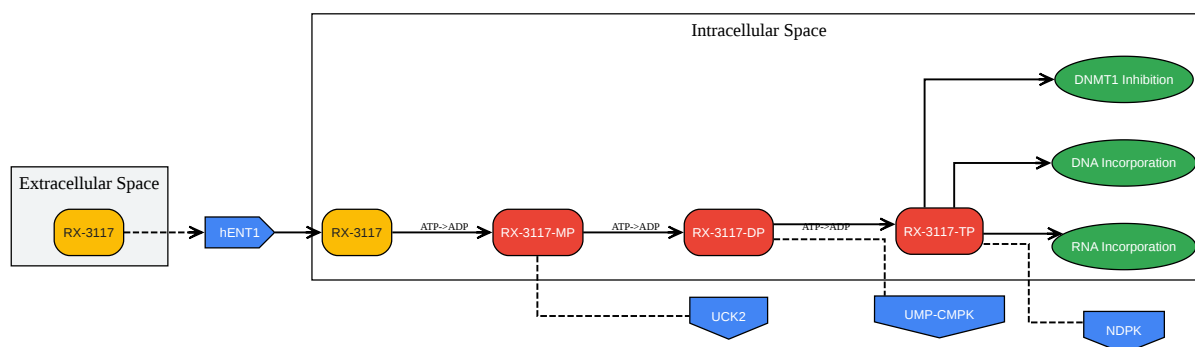 Intracellular Space
DNMT1 Inhibition
DNA Incorporation
Extracellular Space
RX-3117
hENT1
RX-3117
ATP->ADP
RX-3117-MP
ATP->ADP
RX-3117-DP
ATP->ADP
RX-3117-TP
RNA Incorporation
UCK2
UMP-CMPK
NDPK